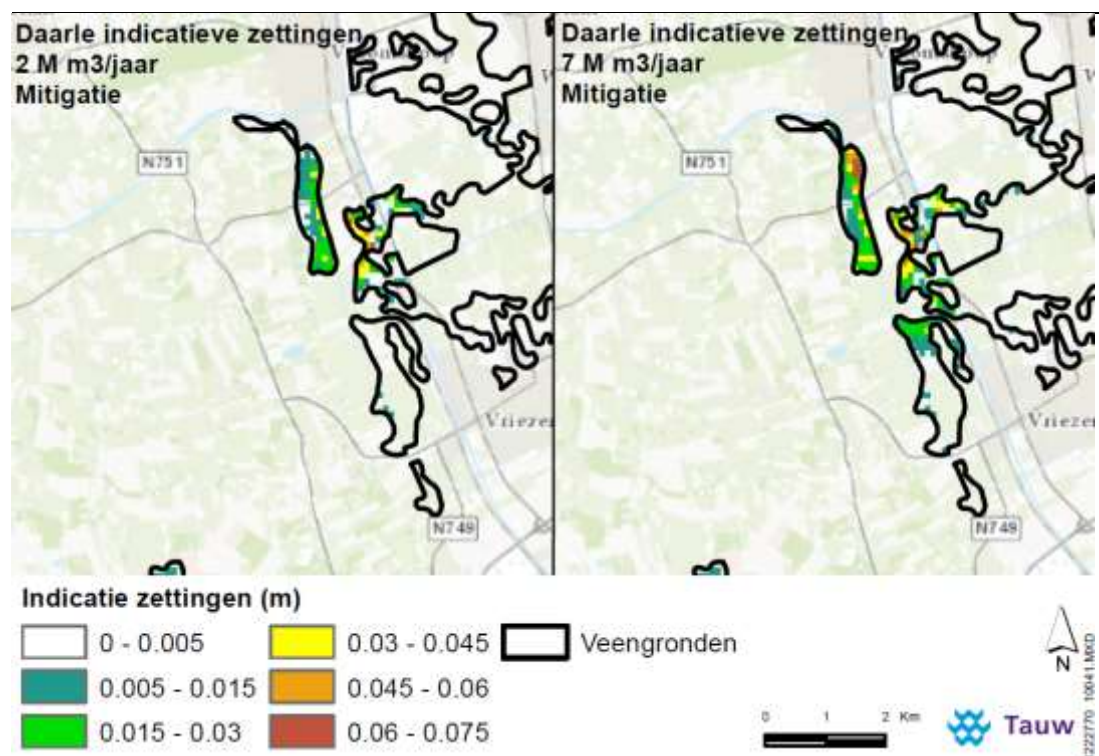 Daarle indicatieve zettingen
2 M m3/jaar
Mitigatie
N751
Vriezen
N749
Daarle indicatieve zettingen
7 M m3/jaar
Mitigatie
N751
Vriezen
N749
Indicatie zettingen (m)
0 - 0.005
0.005 - 0.015
0.015 - 0.03
0.03 - 0.045
0.045 - 0.06
0.06 - 0.075
Veengronden
N
0 1 2 Km
Tauw